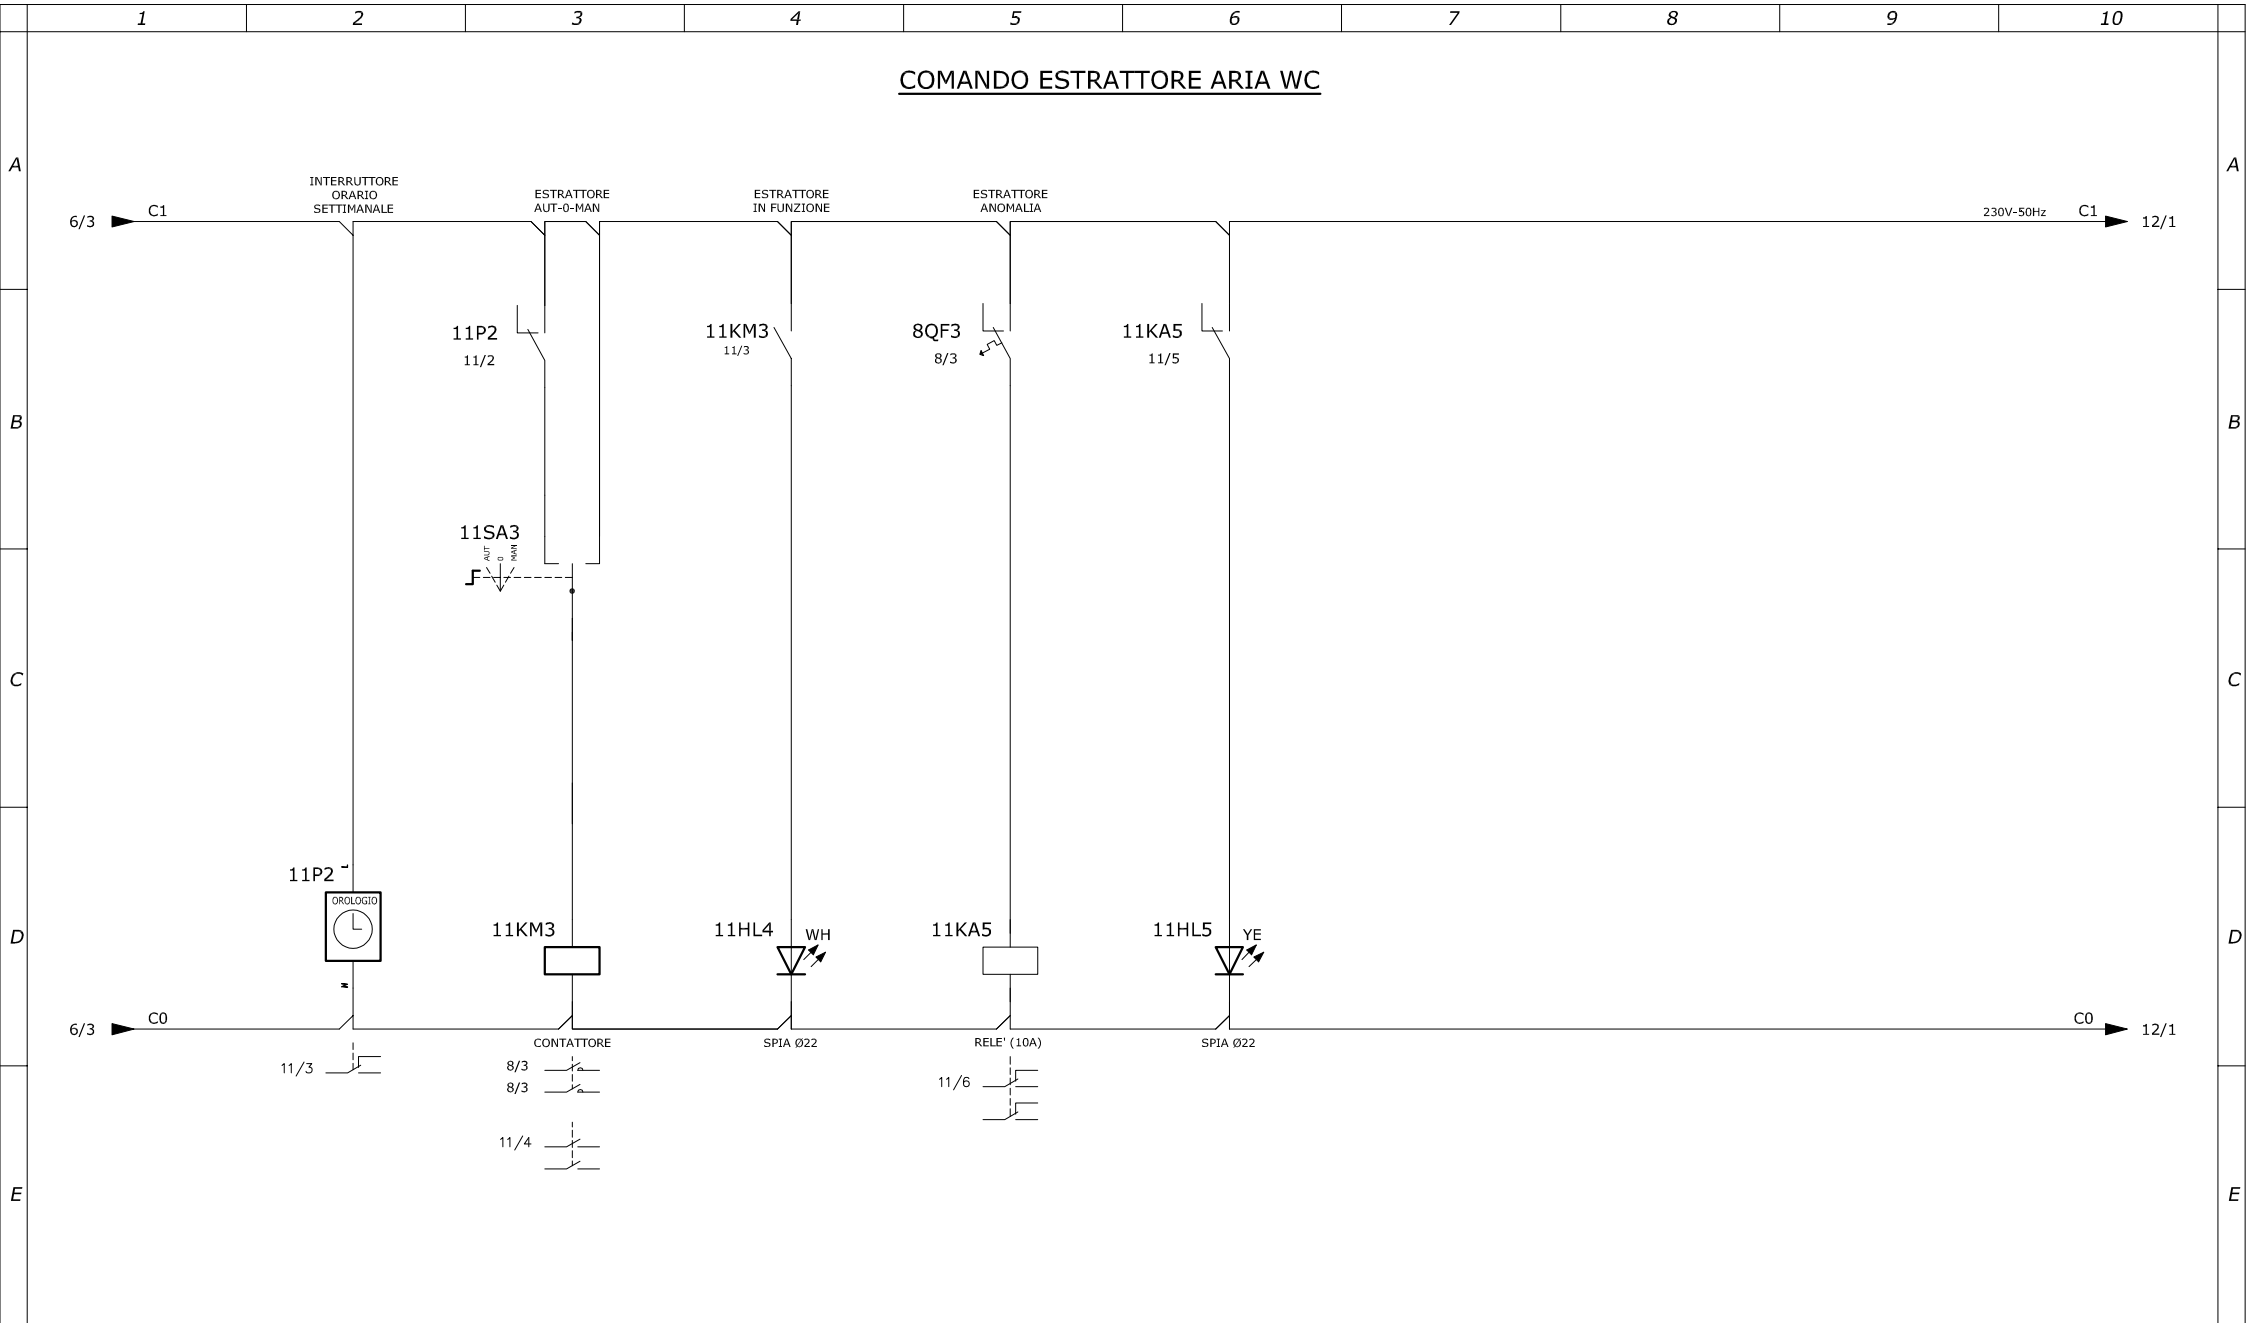 1 2 3 4 5 6 7 8 9 10
COMANDO ESTRATTORE ARIA WC
A A
INTERRUTTORE
ORARIO
SETTIMANALE
ESTRATTORE
AUT-0-MAN
ESTRATTORE
IN FUNZIONE
ESTRATTORE
ANOMALIA
6/3 C1
230V-50Hz C1 12/1
11P2
11/2
11KM3
11/3
8QF3
8/3
11KA5
11/5
B B
11SA3
AUT 0 MAN
C C
11P2 L
OROLOGIO
N
11KM3
11HL4 WH
11KA5
11HL5 YE
D D
6/3 C0
C0 12/1
CONTATTORE
SPIA Ø22
RELE' (10A)
SPIA Ø22
11/3
8/3
8/3
11/4
11/6
E E